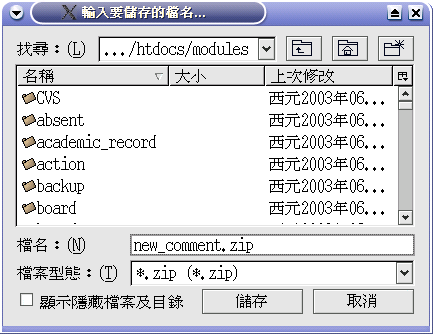 輸入要儲存的檔名...
找尋：(L) .../htdocs/modules
名稱 大小 上次修改
CVS 西元2003年06...
absent 西元2003年06...
academic_record 西元2003年06...
action 西元2003年06...
backup 西元2003年06...
board 西元2003年06...
檔名：(N) new_comment.zip
檔案型態：(T) *.zip (*.zip)
顯示隱藏檔案及目錄 儲存 取消